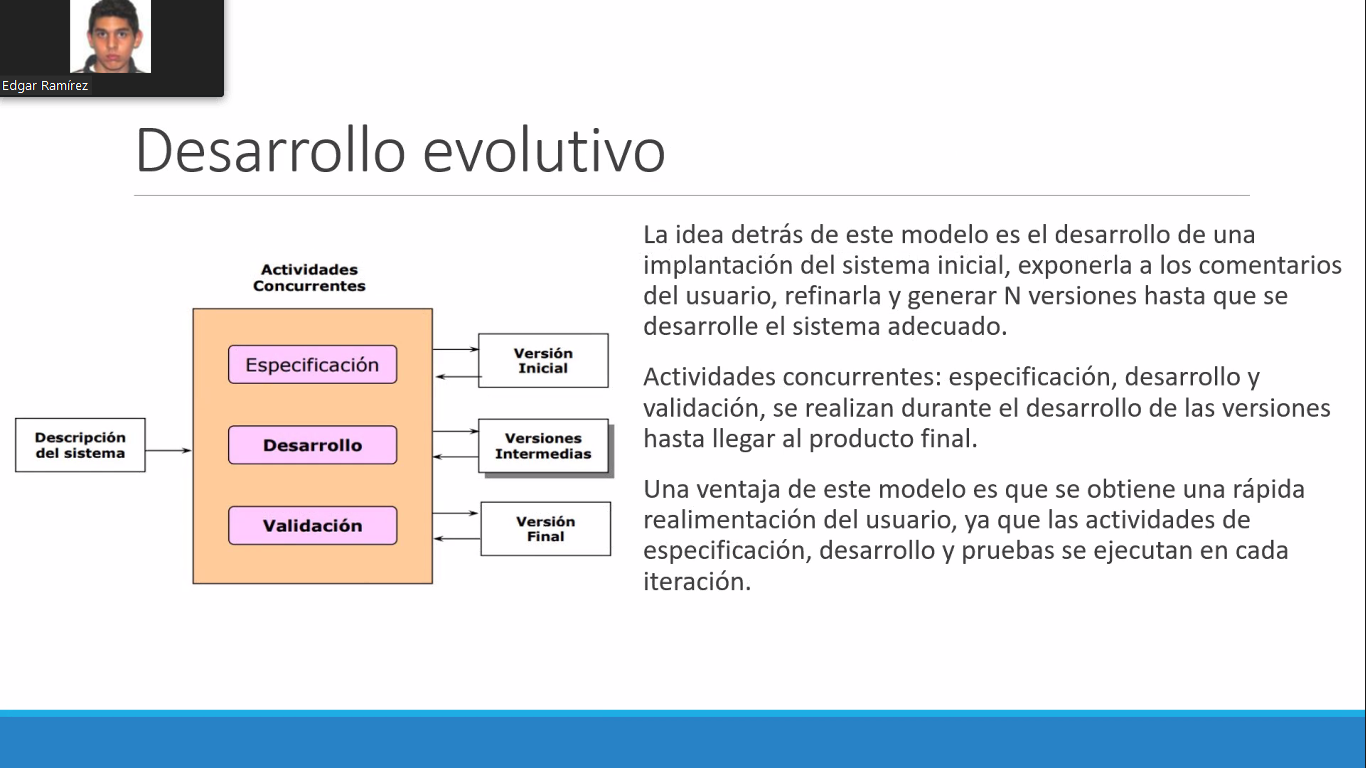 Edgar Ramírez
Desarrollo evolutivo
Actividades
Concurrentes
Descripción
del sistema
Especificación
Desarrollo
Validación
Versión
Inicial
Versiones
Intermedias
Versión
Final
La idea detrás de este modelo es el desarrollo de una
implantación del sistema inicial, exponerla a los comentarios
del usuario, refinarla y generar N versiones hasta que se
desarrolle el sistema adecuado.
Actividades concurrentes: especificación, desarrollo y
validación, se realizan durante el desarrollo de las versiones
hasta llegar al producto final.
Una ventaja de este modelo es que se obtiene una rápida
realimentación del usuario, ya que las actividades de
especificación, desarrollo y pruebas se ejecutan en cada
iteración.